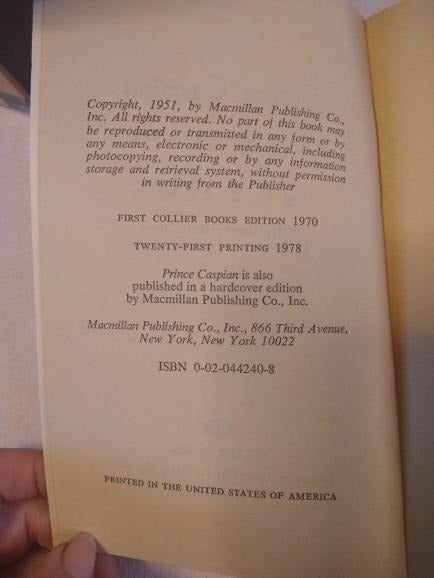 Copyright, 1951, by Macmillan Publishing Co.,
Inc. All rights reserved. No part of this book may
be reproduced or transmitted in any form or by
any means, electronic or mechanical, including
photocopying, recording or by any information
storage and retrieval system, without permission
in writing from the Publisher
FIRST COLLIER BOOKS EDITION 1970
TWENTY-FIRST PRINTING 1978
Prince Caspian is also
published in a hardcover edition
by Macmillan Publishing Co., Inc.
Macmillan Publishing Co., Inc., 866 Third Avenue,
New York, New York 10022
ISBN 0-02-044240-8
PRINTED IN THE UNITED STATES OF AMERICA